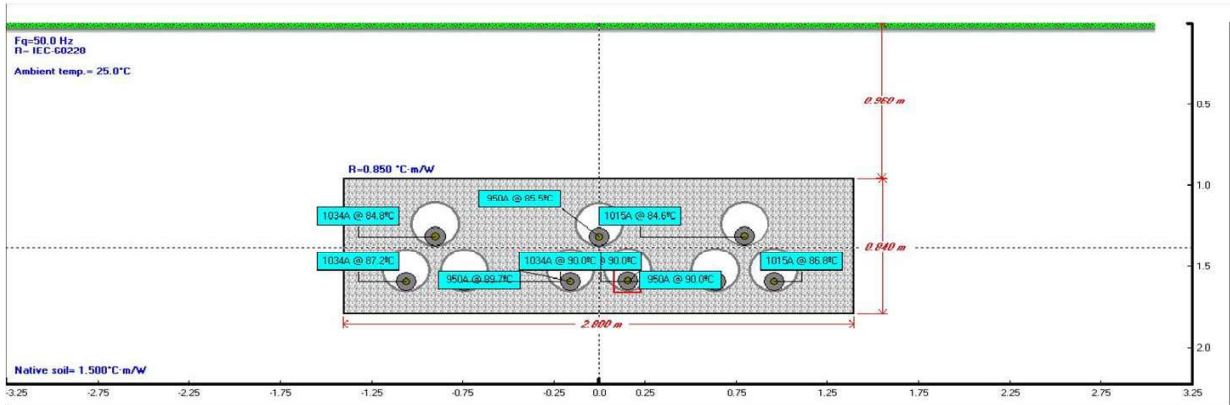 Fq=50.0 Hz
R= IEC-60228
Ambient temp.= 25.0°C
0.960 m
0.5
R=0.850 °C·m/W
1.0
950A @ 85.5°C
1034A @ 84.8°C
1015A @ 84.6°C
0.840 m
1034A @ 87.2°C
1034A @ 90.0°C
@ 90.0°C
1015A @ 86.8°C
950A @ 89.7°C
950A @ 90.0°C
1.5
2.800 m
2.0
Native soil= 1.500°C·m/W
-3.25 -2.75 -2.25 -1.25 -0.75 -0.25 0.0 0.25 0.75 1.25 1.75 2.25 2.75 3.25